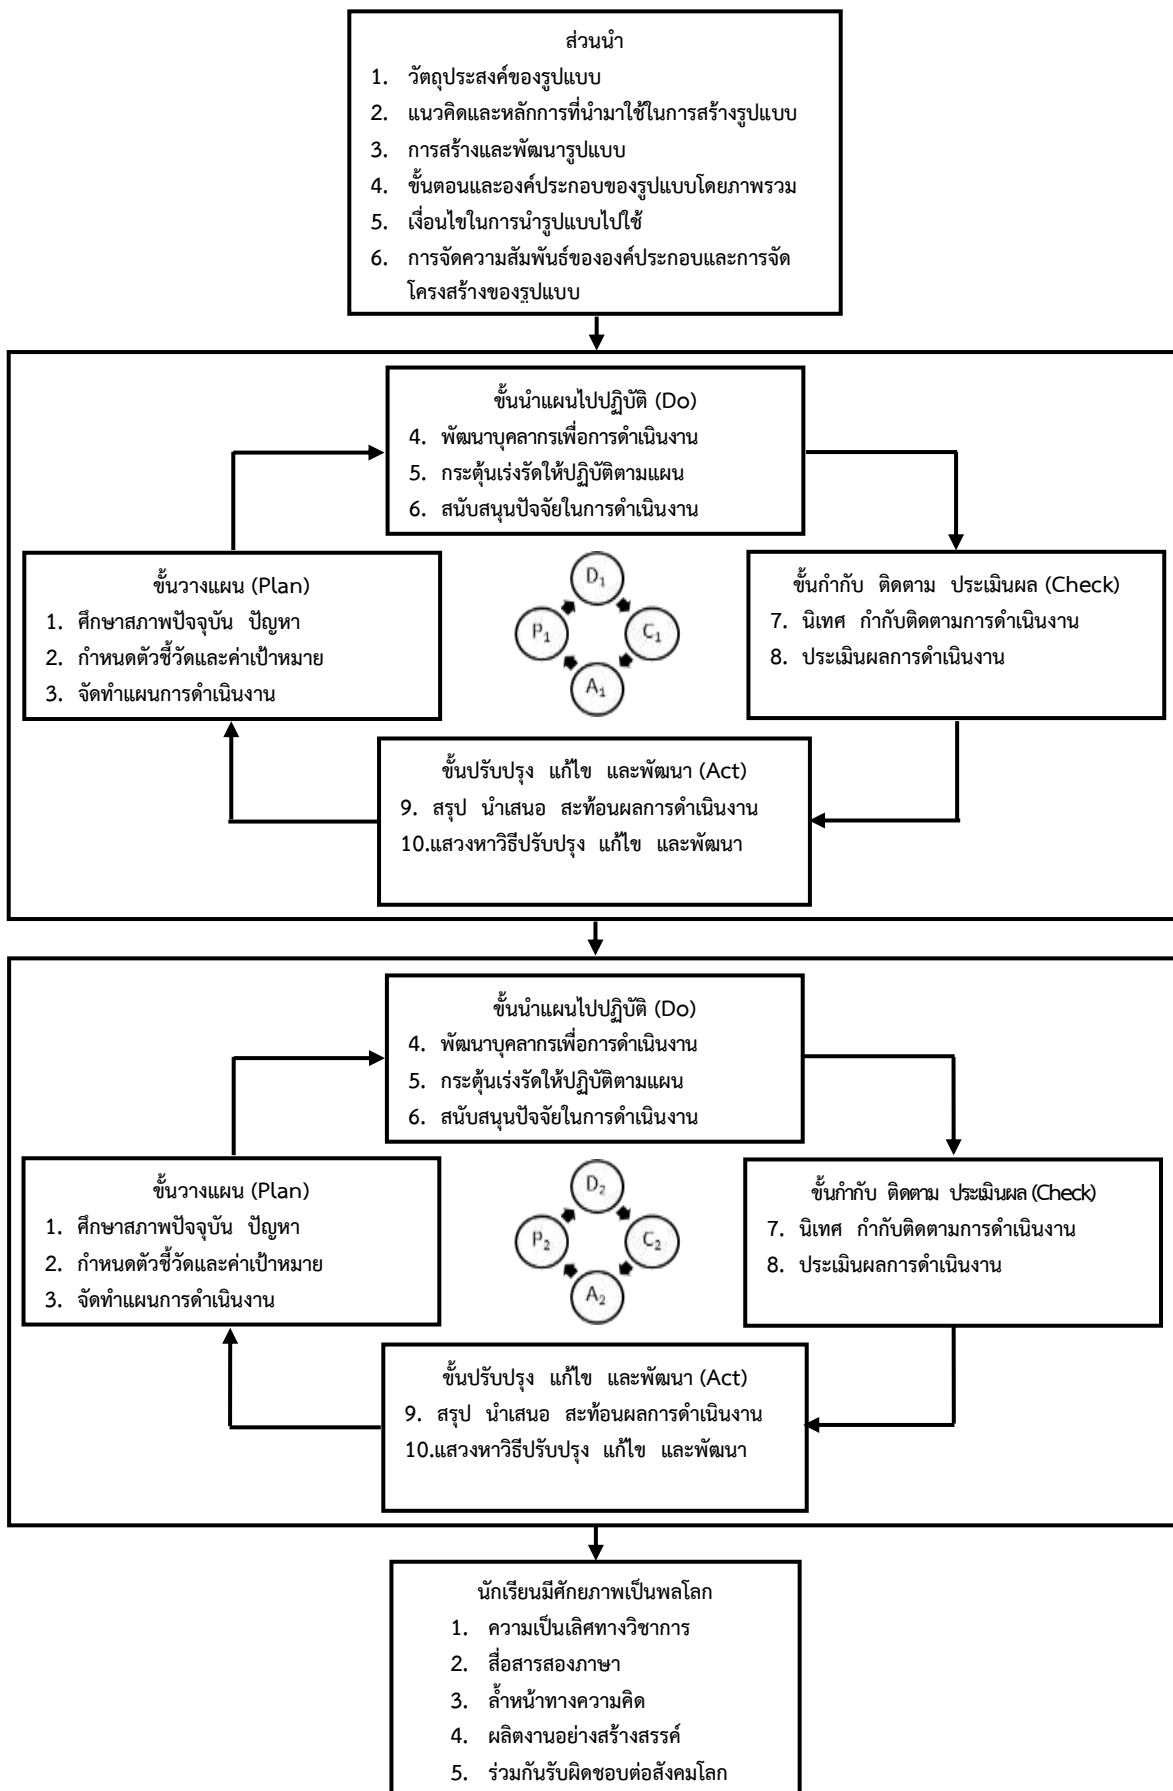 ส่วนนำ
1. วัตถุประสงค์ของรูปแบบ
2. แนวคิดและหลักการที่นำมาใช้ในการสร้างรูปแบบ
3. การสร้างและพัฒนารูปแบบ
4. ขั้นตอนและองค์ประกอบของรูปแบบโดยภาพรวม
5. เงื่อนไขในการนำรูปแบบไปใช้
6. การจัดความสัมพันธ์ขององค์ประกอบและการจัด
โครงสร้างของรูปแบบ
ขั้นนำแผนไปปฏิบัติ (Do)
4. พัฒนาบุคลากรเพื่อการดำเนินงาน
5. กระตุ้นเร่งรัดให้ปฏิบัติตามแผน
6. สนับสนุนปัจจัยในการดำเนินงาน
ขั้นวางแผน (Plan)
1. ศึกษาสภาพปัจจุบัน ปัญหา
2. กำหนดตัวชี้วัดและค่าเป้าหมาย
3. จัดทำแผนการดำเนินงาน
D1
P1
C1
A1
ขั้นกำกับ ติดตาม ประเมินผล (Check)
7. นิเทศ กำกับติดตามการดำเนินงาน
8. ประเมินผลการดำเนินงาน
ขั้นปรับปรุง แก้ไข และพัฒนา (Act)
9. สรุป นำเสนอ สะท้อนผลการดำเนินงาน
10.แสวงหาวิธีปรับปรุง แก้ไข และพัฒนา
ขั้นนำแผนไปปฏิบัติ (Do)
4. พัฒนาบุคลากรเพื่อการดำเนินงาน
5. กระตุ้นเร่งรัดให้ปฏิบัติตามแผน
6. สนับสนุนปัจจัยในการดำเนินงาน
ขั้นวางแผน (Plan)
1. ศึกษาสภาพปัจจุบัน ปัญหา
2. กำหนดตัวชี้วัดและค่าเป้าหมาย
3. จัดทำแผนการดำเนินงาน
D2
P2
C2
A2
ขั้นกำกับ ติดตาม ประเมินผล (Check)
7. นิเทศ กำกับติดตามการดำเนินงาน
8. ประเมินผลการดำเนินงาน
ขั้นปรับปรุง แก้ไข และพัฒนา (Act)
9. สรุป นำเสนอ สะท้อนผลการดำเนินงาน
10.แสวงหาวิธีปรับปรุง แก้ไข และพัฒนา
นักเรียนมีศักยภาพเป็นพลโลก
1. ความเป็นเลิศทางวิชาการ
2. สื่อสารสองภาษา
3. ล้ำหน้าทางความคิด
4. ผลิตงานอย่างสร้างสรรค์
5. ร่วมกันรับผิดชอบต่อสังคมโลก